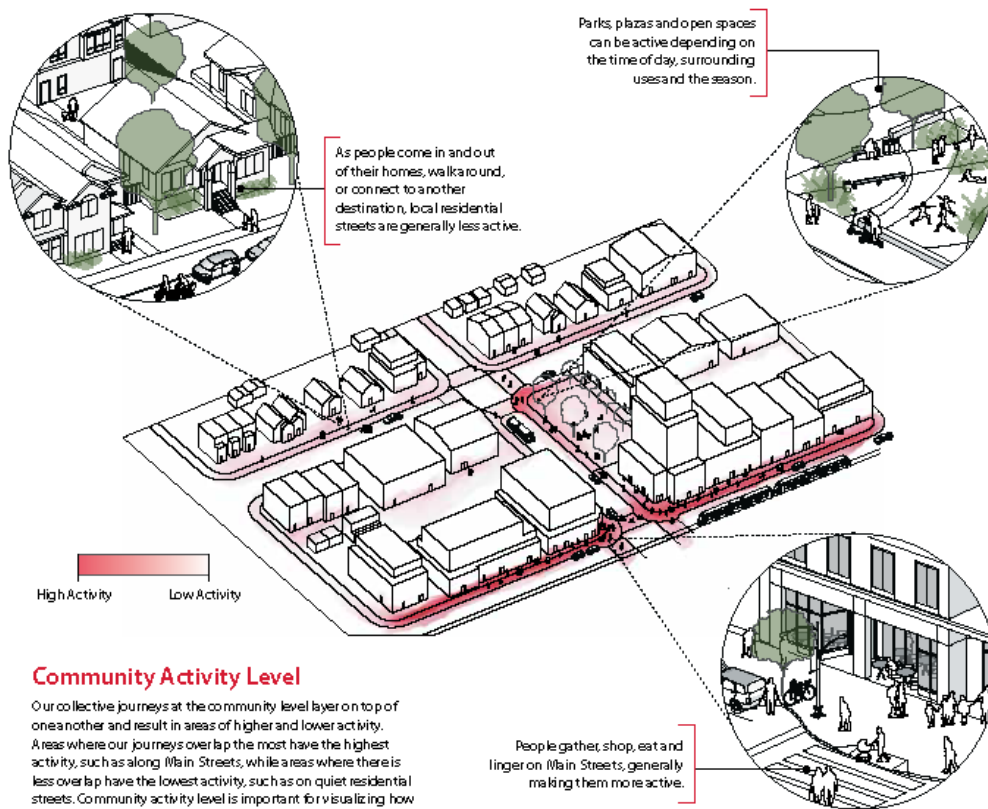 Parks, plazas and open spaces
can be active depending on
the time of day, surrounding
uses and the season.
As people come in and out
of their homes, walk around,
or connect to another
destination, local residential
streets are generally less active.
High Activity
Low Activity
Community Activity Level
Our collective journeys at the community level layer on top of
one another and result in areas of higher and lower activity.
Areas where our journeys overlap the most have the highest
activity, such as along Main Streets, while areas where there is
less overlap have the lowest activity, such as on quiet residential
streets. Community activity level is important for visualizing how
People gather, shop, eat and
linger on Main Streets, generally
making them more active.